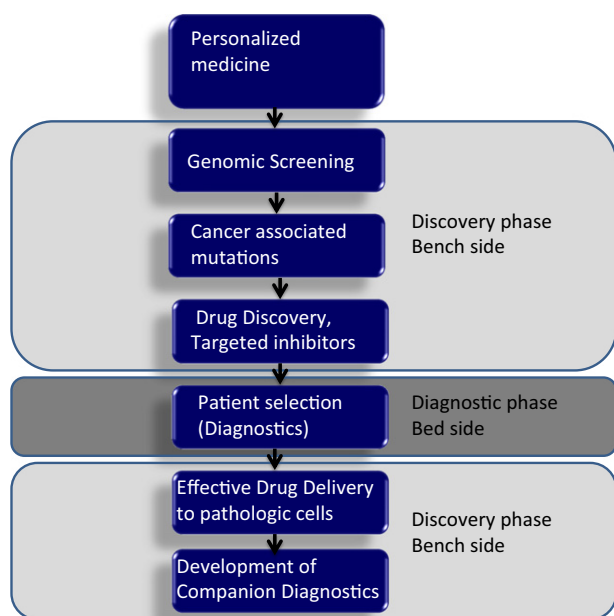 Personalized
medicine
Genomic Screening
Cancer associated
mutations
Discovery phase
Bench side
Drug Discovery,
Targeted inhibitors
Patient selection
(Diagnostics)
Diagnostic phase
Bed side
Effective Drug Delivery
to pathologic cells
Discovery phase
Bench side
Development of
Companion Diagnostics